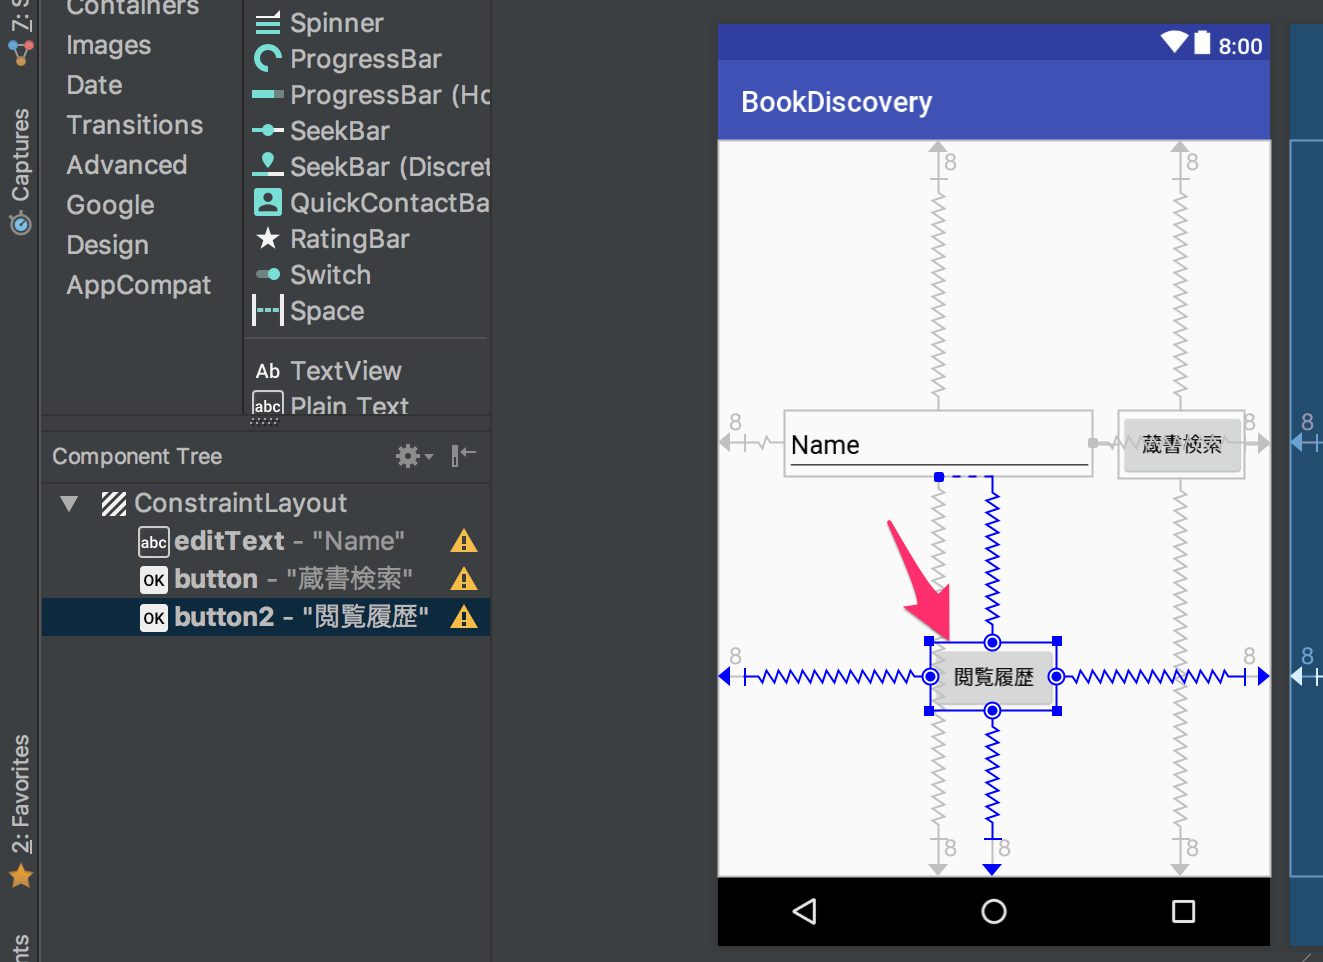 7: S
Captures
2: Favorites
nts
Containers
Images
Date
Transitions
Advanced
Google
Design
AppCompat
Spinner
ProgressBar
ProgressBar (Ho
SeekBar
SeekBar (Discret
QuickContactBa
RatingBar
Switch
Space
Ab TextView
abc Plain Text
Component Tree
ConstraintLayout
abc editText - "Name"
OK button - "蔵書検索"
OK button2 - "閲覧履歴"
8:00
BookDiscovery
8 8
8 Name 蔵書検索 8 8
8 閲覧履歴 8 8
8 8 8